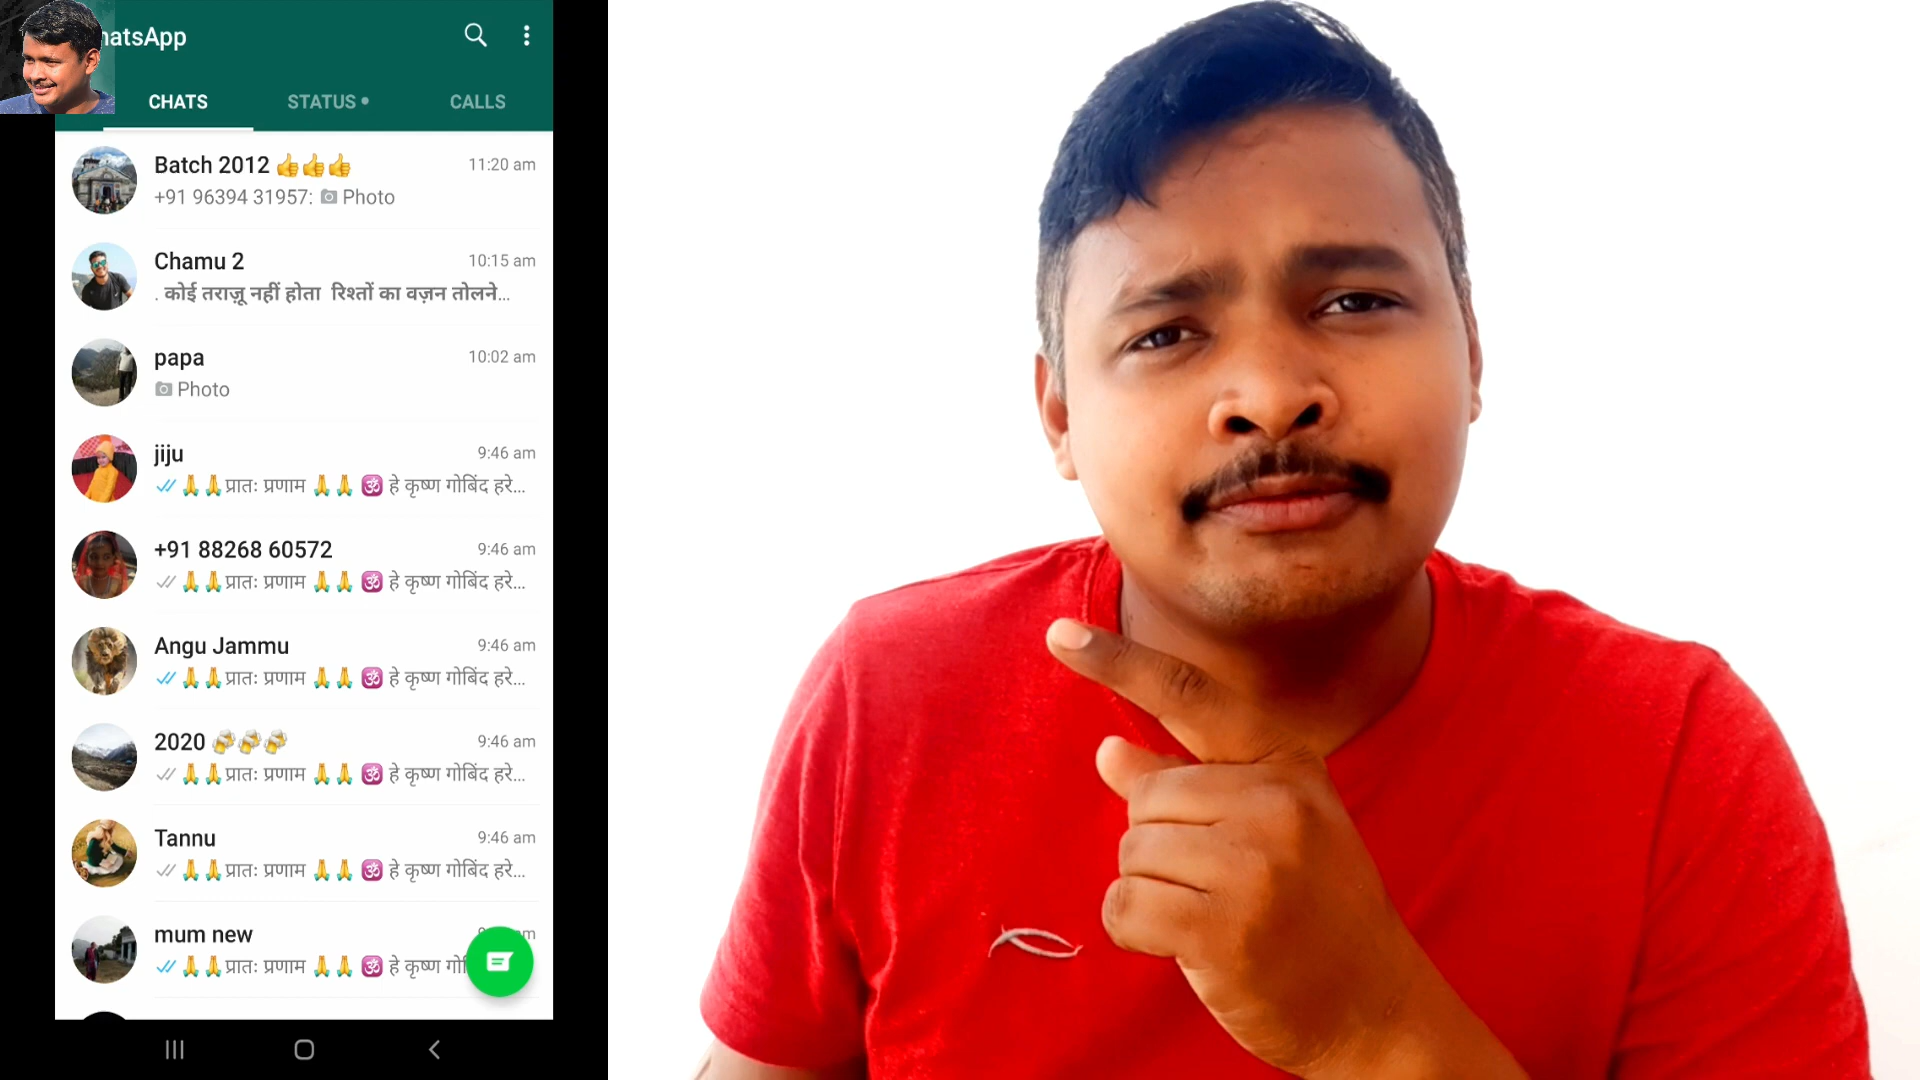 hatsApp
CHATS STATUS CALLS
Batch 2012 👍👍👍 11:20 am
+91 96394 31957: Photo
Chamu 2 10:15 am
. कोई तराज़ू नहीं होता रिश्तों का वज़न तोलने...
papa 10:02 am
Photo
jiju 9:46 am
🙏🙏प्रातः प्रणाम 🙏🙏 🕉 हे कृष्ण गोबिंद हरे...
+91 88268 60572 9:46 am
🙏🙏प्रातः प्रणाम 🙏🙏 🕉 हे कृष्ण गोबिंद हरे...
Angu Jammu 9:46 am
🙏🙏प्रातः प्रणाम 🙏🙏 🕉 हे कृष्ण गोबिंद हरे...
2020 🍻🍻🍻 9:46 am
🙏🙏प्रातः प्रणाम 🙏🙏 🕉 हे कृष्ण गोबिंद हरे...
Tannu 9:46 am
🙏🙏प्रातः प्रणाम 🙏🙏 🕉 हे कृष्ण गोबिंद हरे...
mum new
🙏🙏प्रातः प्रणाम 🙏🙏 🕉 हे कृष्ण